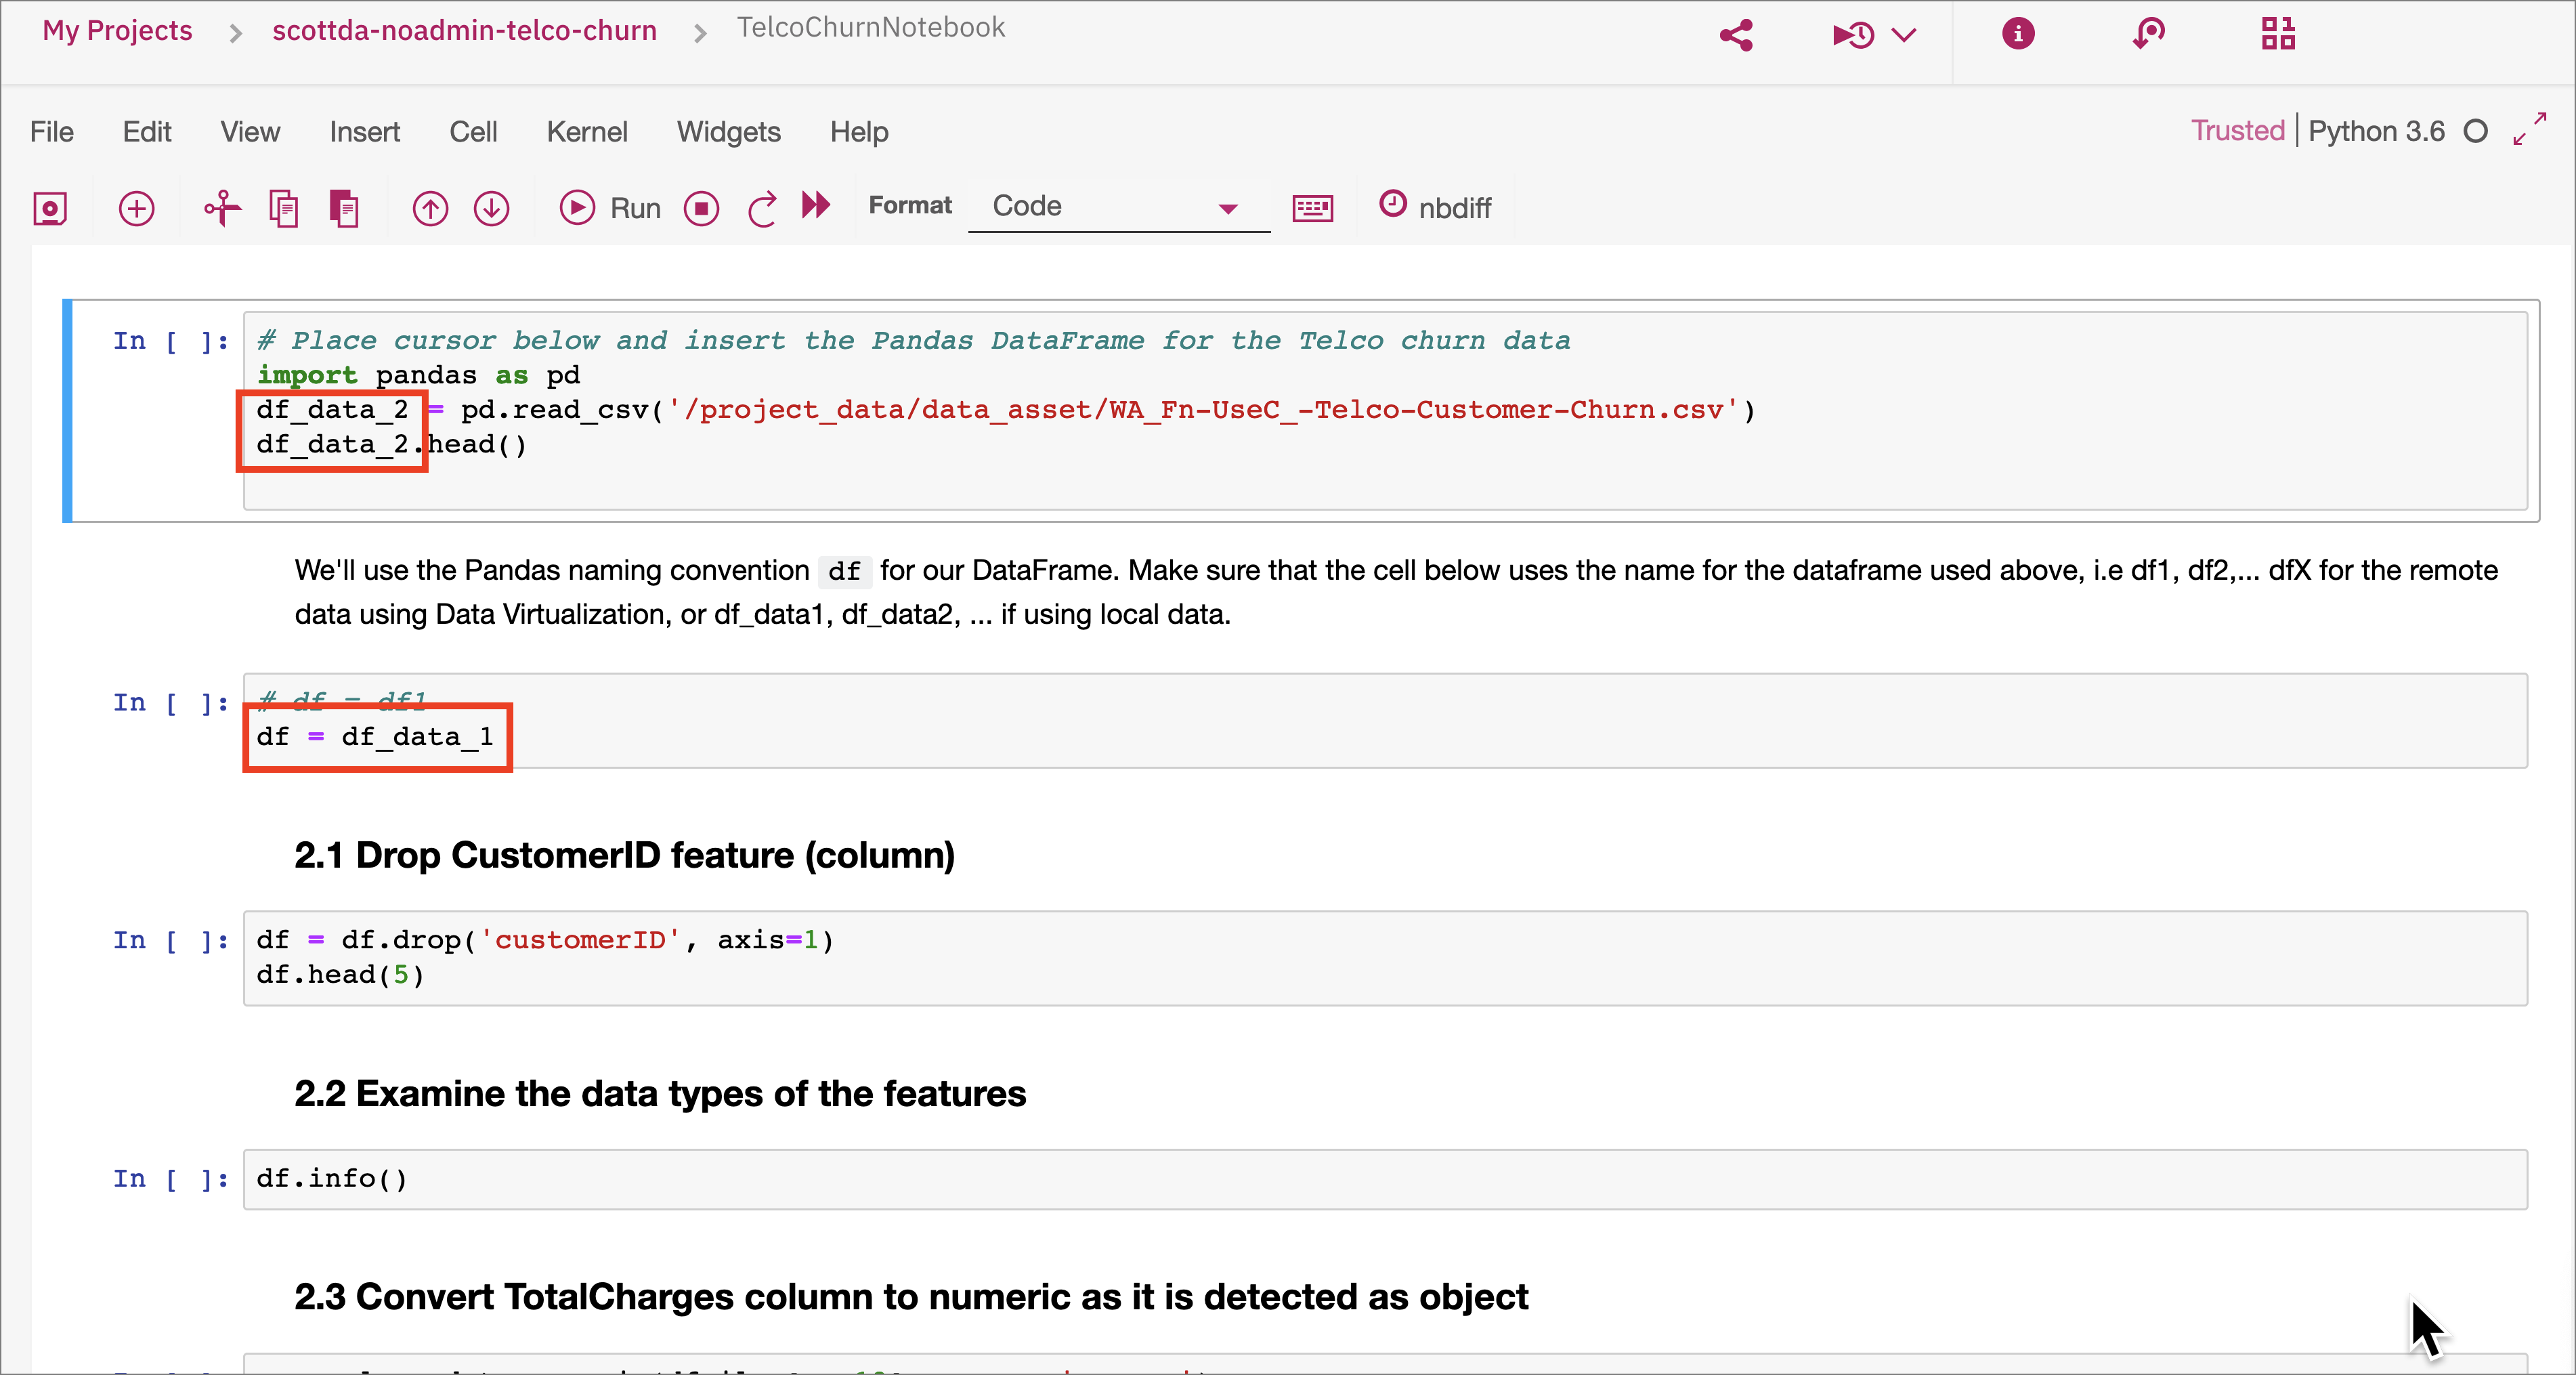 My Projects > scottda-noadmin-telco-churn > TelcoChurnNotebook
File Edit View Insert Cell Kernel Widgets Help Trusted | Python 3.6
Run Format Code nbdiff
In [ ]: # Place cursor below and insert the Pandas DataFrame for the Telco churn data
import pandas as pd
df_data_2 = pd.read_csv('/project_data/data_asset/WA_Fn-UseC_-Telco-Customer-Churn.csv')
df_data_2.head()
We'll use the Pandas naming convention df for our DataFrame. Make sure that the cell below uses the name for the dataframe used above, i.e df1, df2,... dfX for the remote
data using Data Virtualization, or df_data1, df_data2, ... if using local data.
In [ ]: # df = df1
df = df_data_1
2.1 Drop CustomerID feature (column)
In [ ]: df = df.drop('customerID', axis=1)
df.head(5)
2.2 Examine the data types of the features
In [ ]: df.info()
2.3 Convert TotalCharges column to numeric as it is detected as object